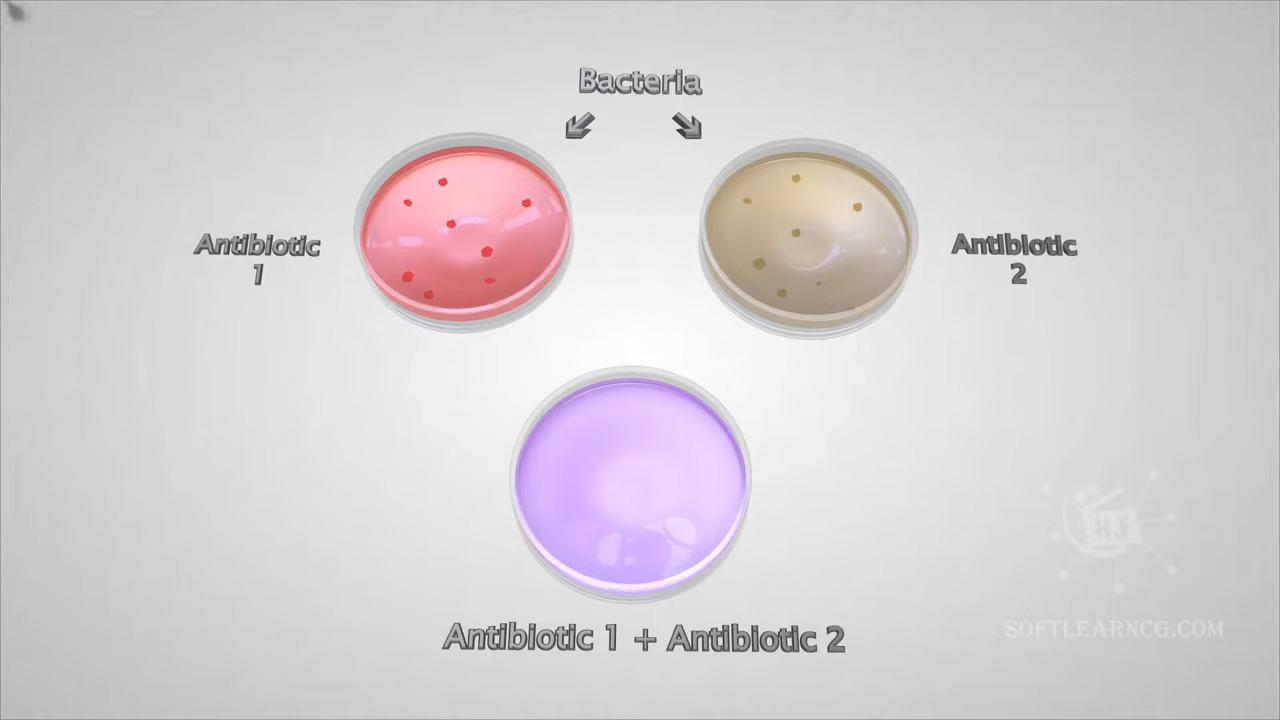 Bacteria
Antibiotic
1
Antibiotic
2
Antibiotic 1 + Antibiotic 2
H.F
SOFTLEARNCG.COM